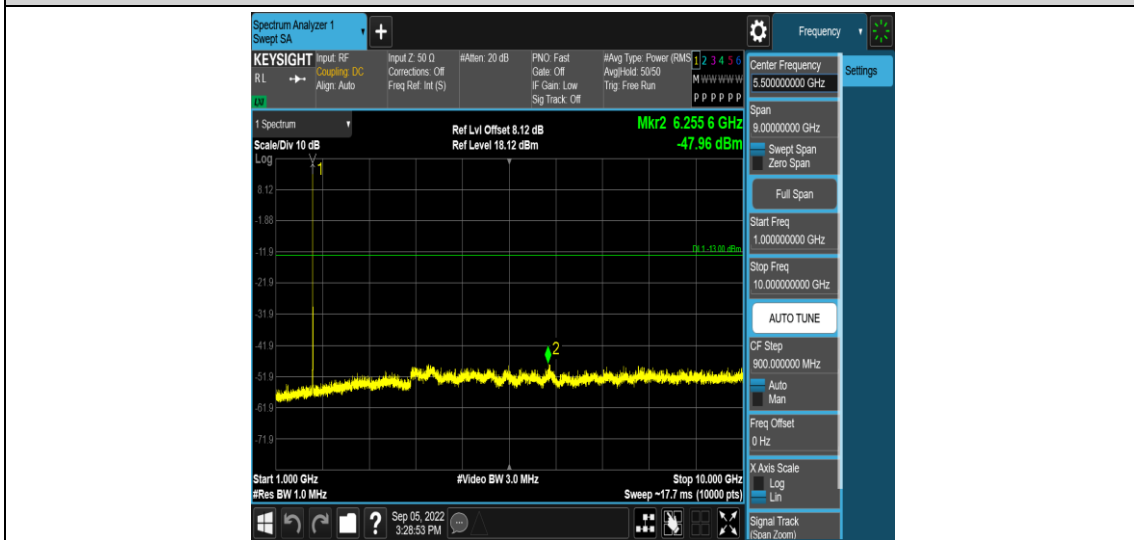 Spectrum Analyzer 1
Swept SA
+
Frequency
KEYSIGHT
RL
LXI
Input: RF
Coupling: DC
Align: Auto
Input Z: 50 Ω
Corrections: Off
Freq Ref: Int (S)
#Atten: 20 dB
PNO: Fast
Gate: Off
IF Gain: Low
Sig Track: Off
#Avg Type: Power (RMS
Avg|Hold: 50/50
Trig: Free Run
1 2 3 4 5 6
M W W W W W
P P P P P P
1 Spectrum
Scale/Div 10 dB
Log
Ref Lvl Offset 8.12 dB
Ref Level 18.12 dBm
Mkr2 6.255 6 GHz
-47.96 dBm
1
8.12
-1.88
-11.9
DL1 -13.00 dBm
-21.9
-31.9
-41.9
2
-51.9
-61.9
-71.9
Start 1.000 GHz
#Video BW 3.0 MHz
Stop 10.000 GHz
#Res BW 1.0 MHz
Sweep ~17.7 ms (10000 pts)
?
Sep 05, 2022
3:28:53 PM
Center Frequency
5.500000000 GHz
Settings
Span
9.00000000 GHz
Swept Span
Zero Span
Full Span
Start Freq
1.000000000 GHz
Stop Freq
10.000000000 GHz
AUTO TUNE
CF Step
900.000000 MHz
Auto
Man
Freq Offset
0 Hz
X Axis Scale
Log
Lin
Signal Track
(Span Zoom)